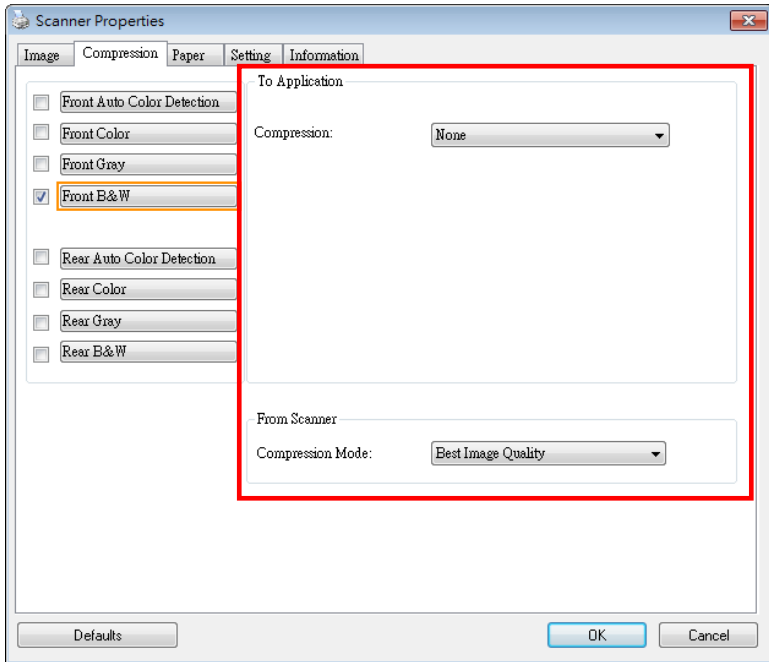 Scanner Properties
Image Compression Paper Setting Information
Front Auto Color Detection
Front Color
Front Gray
Front B&W
Rear Auto Color Detection
Rear Color
Rear Gray
Rear B&W
To Application
Compression: None
From Scanner
Compression Mode: Best Image Quality
Defaults OK Cancel